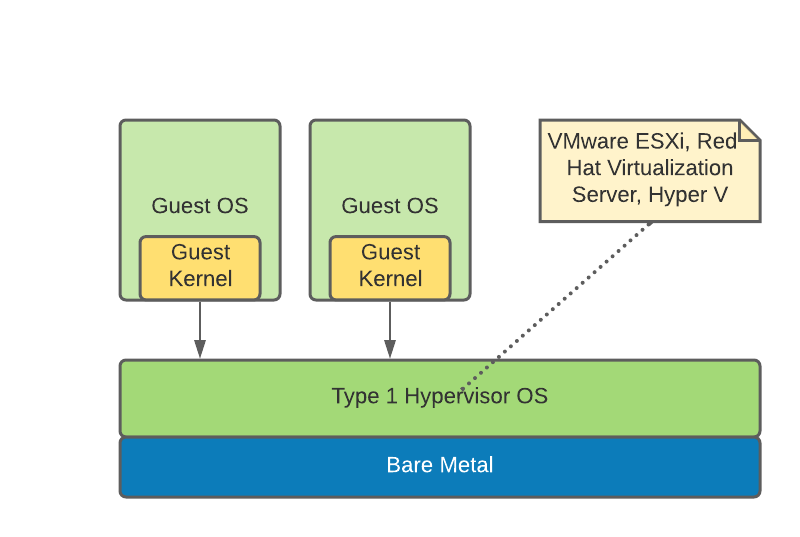 Guest OS
Guest
Kernel
Guest OS
Guest
Kernel
VMware ESXi, Red
Hat Virtualization
Server, Hyper V
Type 1 Hypervisor OS
Bare Metal